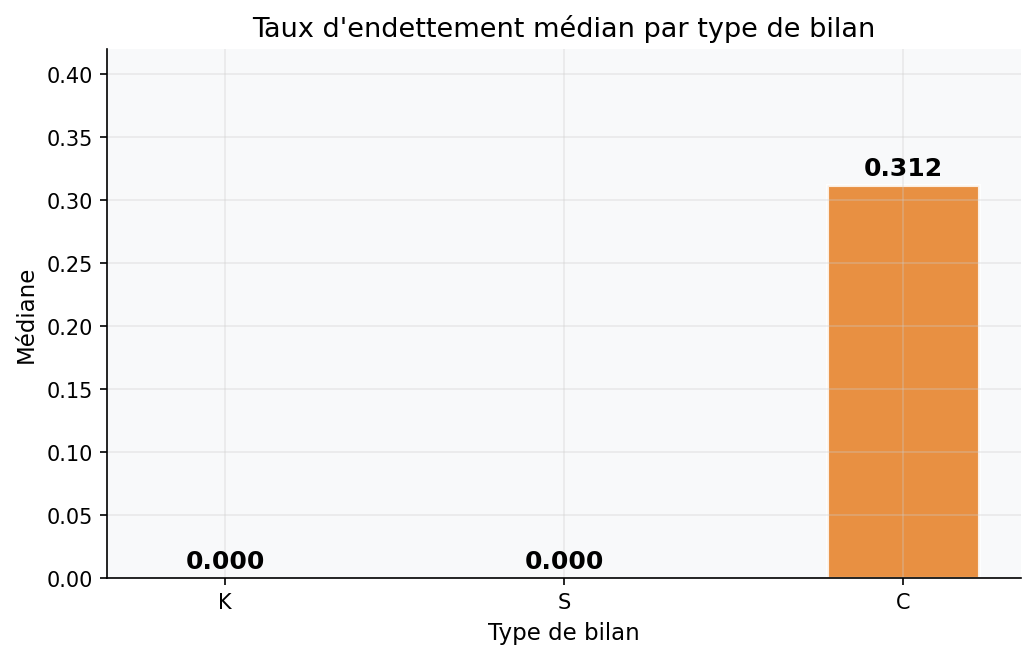 Taux d'endettement médian par type de bilan
Médiane
0.40
0.35
0.30
0.25
0.20
0.15
0.10
0.05
0.00
0.000
0.000
0.312
K
S
C
Type de bilan